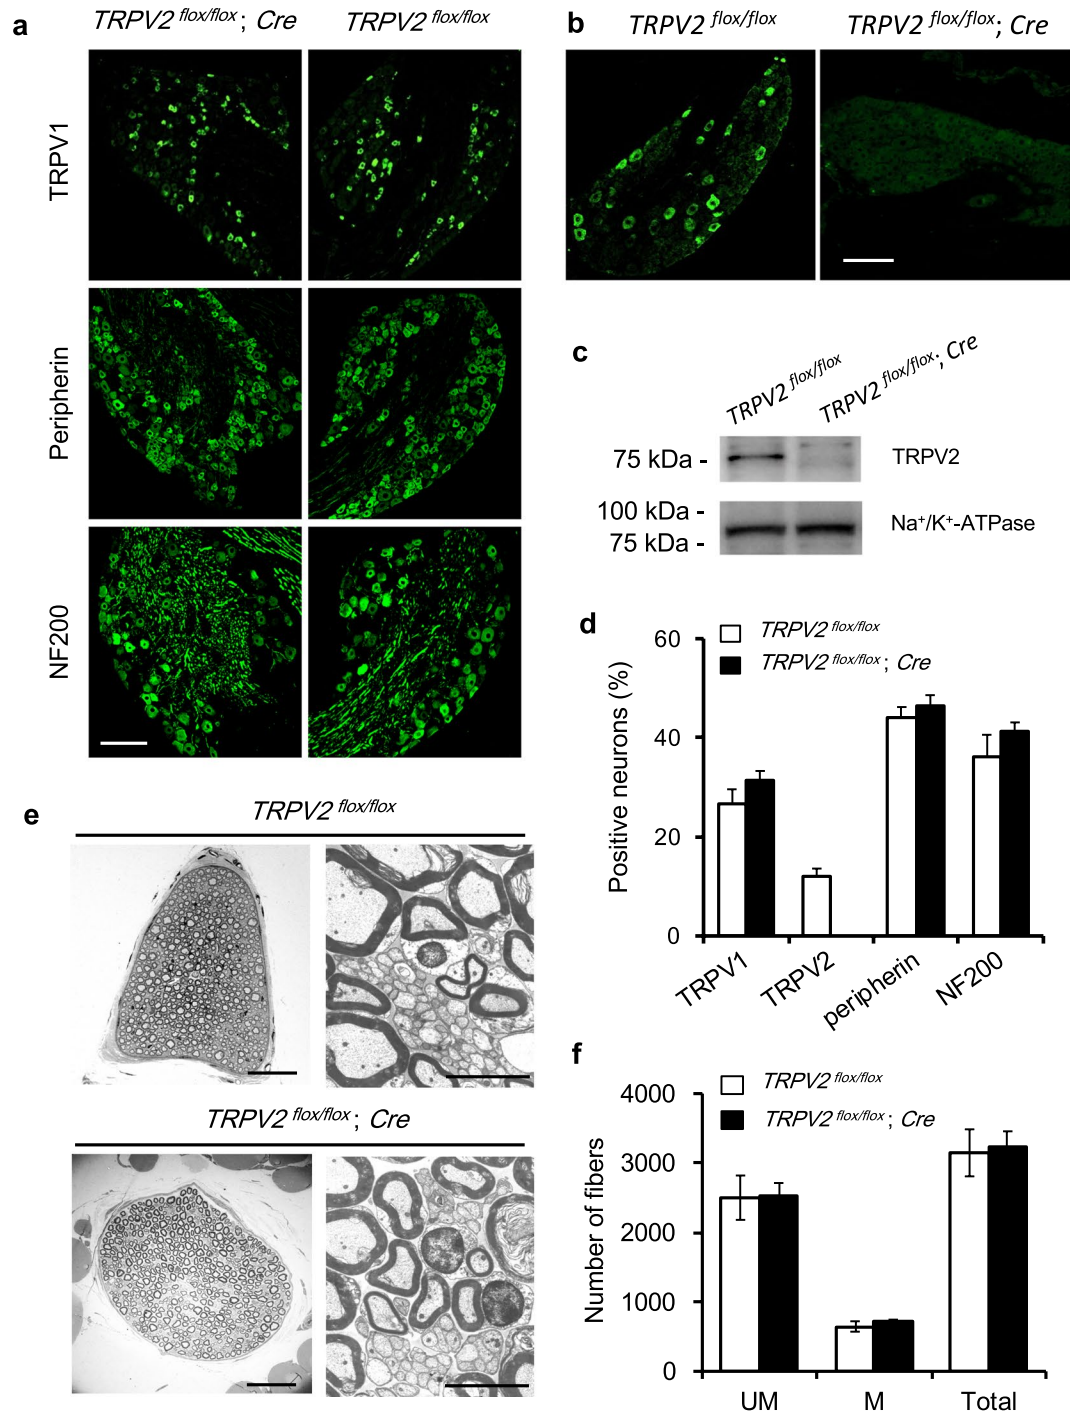 a
TRPV2 flox/flox ; Cre
TRPV2 flox/flox
TRPV1
Peripherin
NF200
b
TRPV2 flox/flox
TRPV2 flox/flox ; Cre
c
TRPV2 flox/flox
TRPV2 flox/flox ; Cre
75 kDa -
TRPV2
100 kDa -
75 kDa -
Na+/K+-ATPase
d
TRPV2 flox/flox
TRPV2 flox/flox ; Cre
Positive neurons (%)
60
40
20
0
TRPV1
TRPV2
peripherin
NF200
e
TRPV2 flox/flox
TRPV2 flox/flox ; Cre
f
TRPV2 flox/flox
TRPV2 flox/flox ; Cre
Number of fibers
4000
3000
2000
1000
0
UM
M
Total